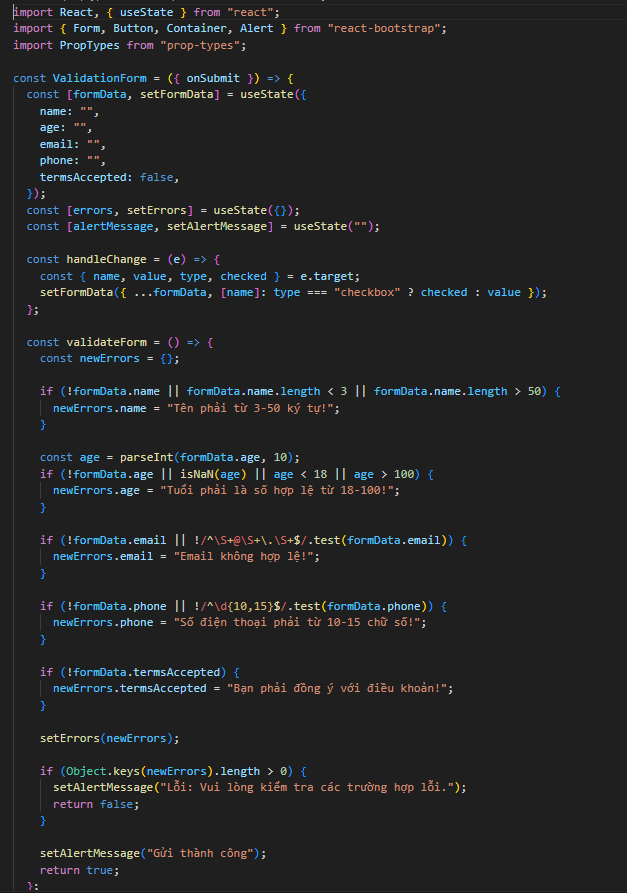 import React, { useState } from "react";
import { Form, Button, Container, Alert } from "react-bootstrap";
import PropTypes from "prop-types";
const ValidationForm = ({ onSubmit }) => {
  const [formData, setFormData] = useState({
    name: "",
    age: "",
    email: "",
    phone: "",
    termsAccepted: false,
  });
  const [errors, setErrors] = useState({});
  const [alertMessage, setAlertMessage] = useState("");
  const handleChange = (e) => {
    const { name, value, type, checked } = e.target;
    setFormData({ ...formData, [name]: type === "checkbox" ? checked : value });
  };
  const validateForm = () => {
    const newErrors = {};
    if (!formData.name || formData.name.length < 3 || formData.name.length > 50) {
      newErrors.name = "Tên phải từ 3-50 ký tự!";
    }
    const age = parseInt(formData.age, 10);
    if (!formData.age || isNaN(age) || age < 18 || age > 100) {
      newErrors.age = "Tuổi phải là số hợp lệ từ 18-100!";
    }
    if (!formData.email || !/^\S+@\S+\.\S+$/.test(formData.email)) {
      newErrors.email = "Email không hợp lệ!";
    }
    if (!formData.phone || !/^\d{10,15}$/.test(formData.phone)) {
      newErrors.phone = "Số điện thoại phải từ 10-15 chữ số!";
    }
    if (!formData.termsAccepted) {
      newErrors.termsAccepted = "Bạn phải đồng ý với điều khoản!";
    }
    setErrors(newErrors);
    if (Object.keys(newErrors).length > 0) {
      setAlertMessage("Lỗi: Vui lòng kiểm tra các trường hợp lỗi.");
      return false;
    }
    setAlertMessage("Gửi thành công");
    return true;
  };